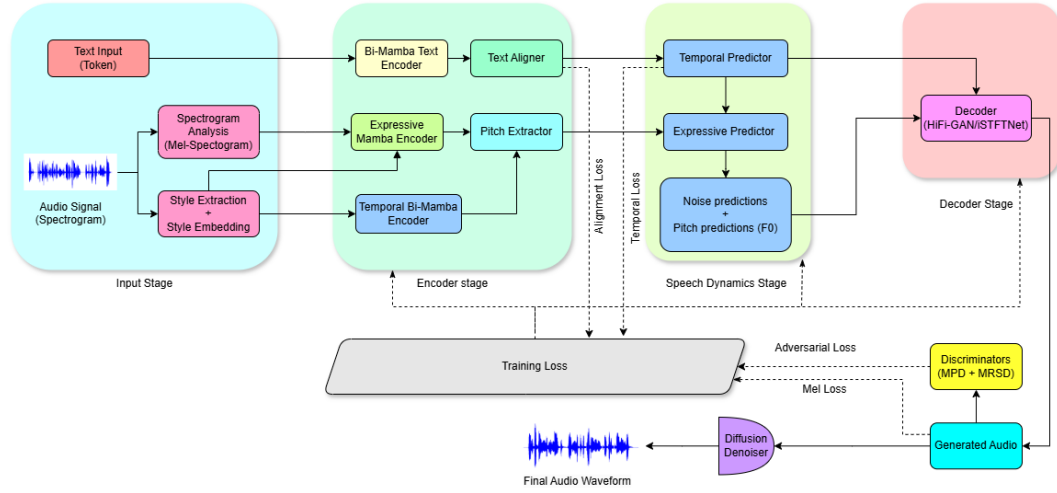 Text Input
(Token)
Bi-Mamba Text
Encoder
Text Aligner
Temporal Predictor
Spectrogram
Analysis
(Mel-Spectogram)
Expressive
Mamba Encoder
Pitch Extractor
Expressive Predictor
Decoder
(HiFi-GAN/iSTFTNet)
Audio Signal
(Spectrogram)
Style Extraction
+
Style Embedding
Temporal Bi-Mamba
Encoder
Alignment Loss
Temporal Loss
Noise predictions
+
Pitch predictions (F0)
Decoder Stage
Input Stage
Encoder stage
Speech Dynamics Stage
Training Loss
Adversarial Loss
Mel Loss
Discriminators
(MPD + MRSD)
Generated Audio
Diffusion
Denoiser
Final Audio Waveform